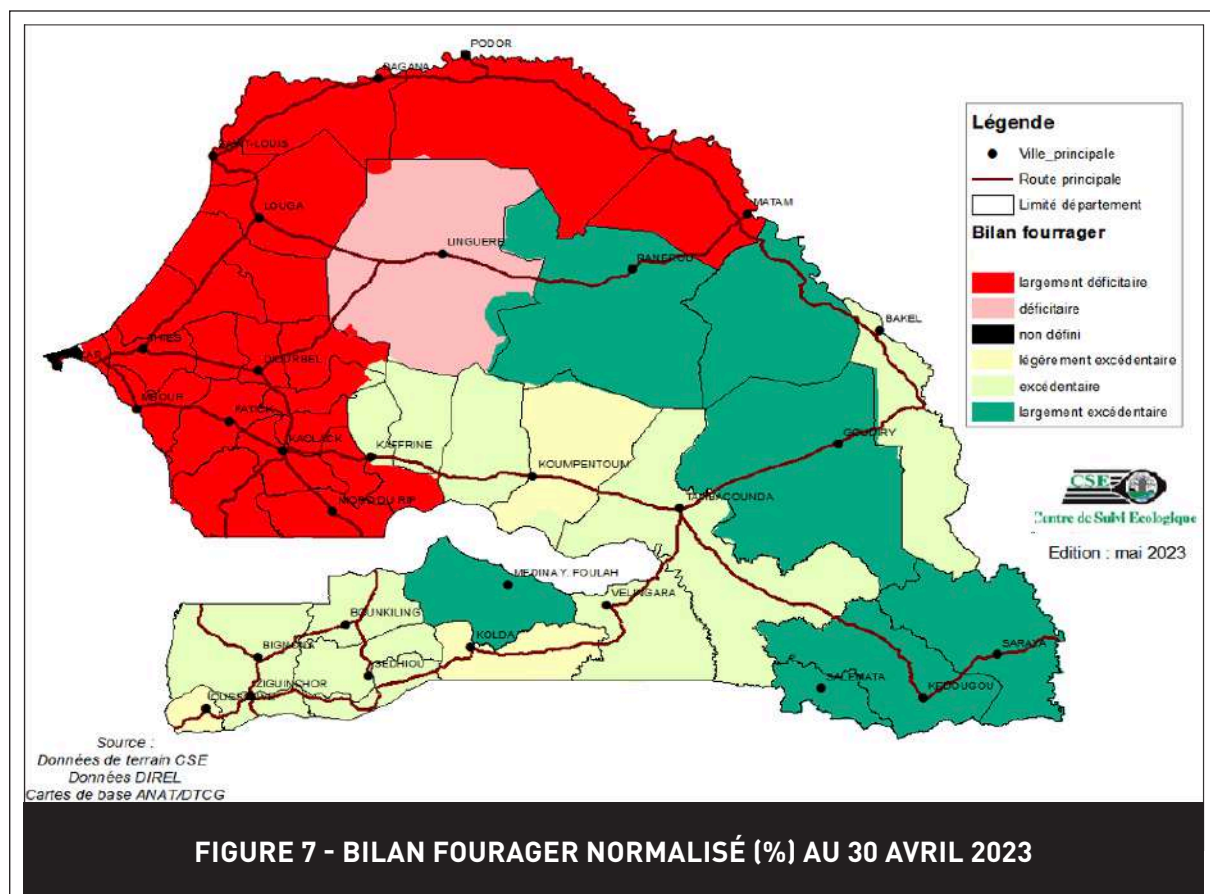 PODOR
DAGANA
SAINT-LOUIS
LOUGA
LINGUERE
MATAM
RANEROU
BAKEL
THIES
DIOURBEL
MBOUR
FATICK
KAOLACK
KAFFRINE
KOUMPENTOUM
GOUDIRY
NIORO DU RIP
TAMBACOUNDA
MEDINA Y. FOULAH
VELINGARA
BOUNKILING
KOLDA
BIGNONA
SEDHIOU
ZIGUINCHOR
OUSSOUYE
SARAYA
SALEMATA
KEDOUGOU
Légende
Ville_principale
Route principale
Limité département
Bilan fourrager
largement déficitaire
déficitaire
non défini
légèrement excédentaire
excédentaire
largement excédentaire
CSE
Centre de Suivi Ecologique
Edition : mai 2023
Source :
Données de terrain CSE
Données DIREL
Cartes de base ANAT/DTCG
FIGURE 7 - BILAN FOURAGER NORMALISÉ (%) AU 30 AVRIL 2023